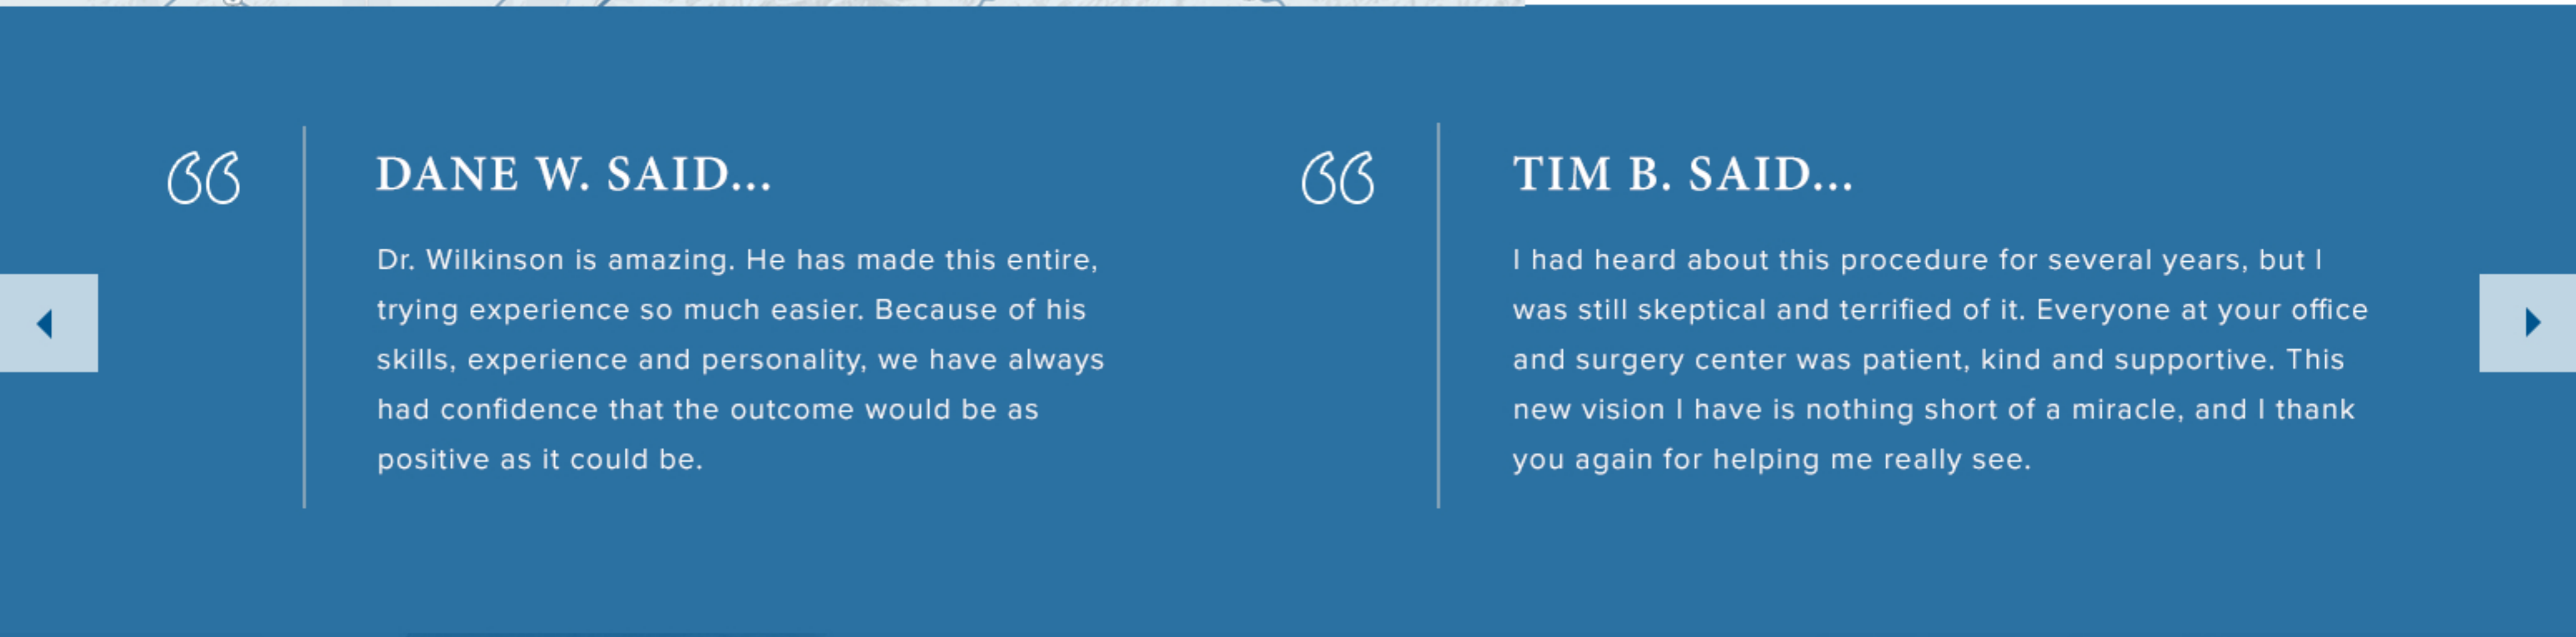 DANE W. SAID...
Dr. Wilkinson is amazing. He has made this entire,
trying experience so much easier. Because of his
skills, experience and personality, we have always
had confidence that the outcome would be as
positive as it could be.
TIM B. SAID...
I had heard about this procedure for several years, but I
was still skeptical and terrified of it. Everyone at your office
and surgery center was patient, kind and supportive. This
new vision I have is nothing short of a miracle, and I thank
you again for helping me really see.